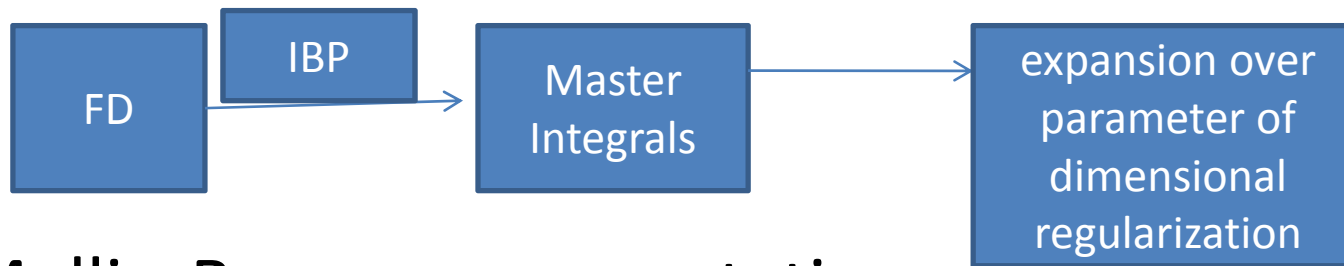 FD
IBP
Master
Integrals
expansion over
parameter of
dimensional
regularization